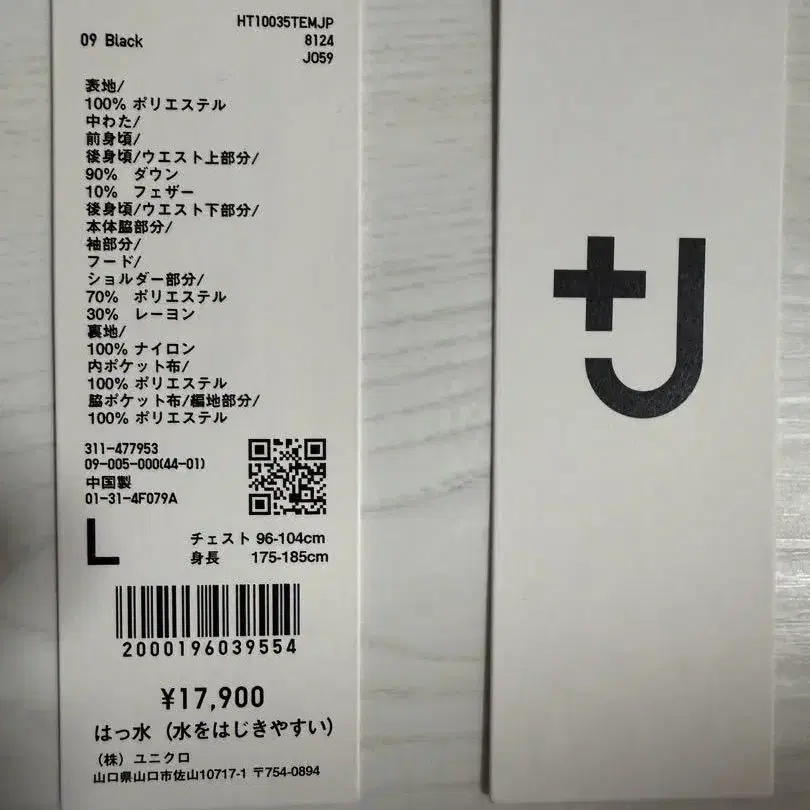 HT10035TEMJP
09 Black 8124
J059
表地/
100% ポリエステル
中わた/
前身頃/
後身頃/ウエスト上部分/
90% ダウン
10% フェザー
後身頃/ウエスト下部分/
本体脇部分/
袖部分/
フード/
ショルダー部分/
70% ポリエステル
30% レーヨン
裏地/
100% ナイロン
内ポケット布/
100% ポリエステル
脇ポケット布/編地部分/
100% ポリエステル
311-477953
09-005-000(44-01)
中国製
01-31-4F079A
L チェスト 96-104cm
身長 175-185cm
2000196039554
¥17,900
はっ水 (水をはじきやすい)
(株) ユニクロ
山口県山口市佐山10717-1 〒754-0894
+J